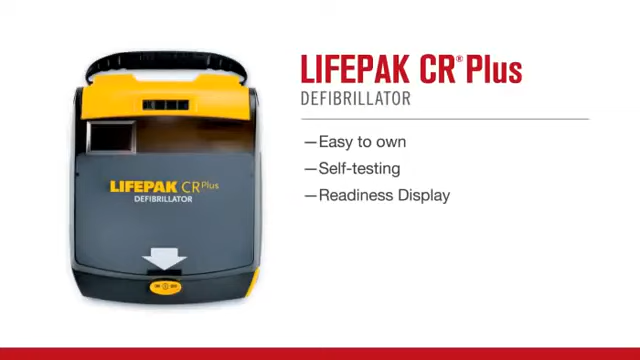 LIFEPAK CR® Plus
DEFIBRILLATOR
—Easy to own
—Self-testing
—Readiness Display
LIFEPAK CR Plus
DEFIBRILLATOR